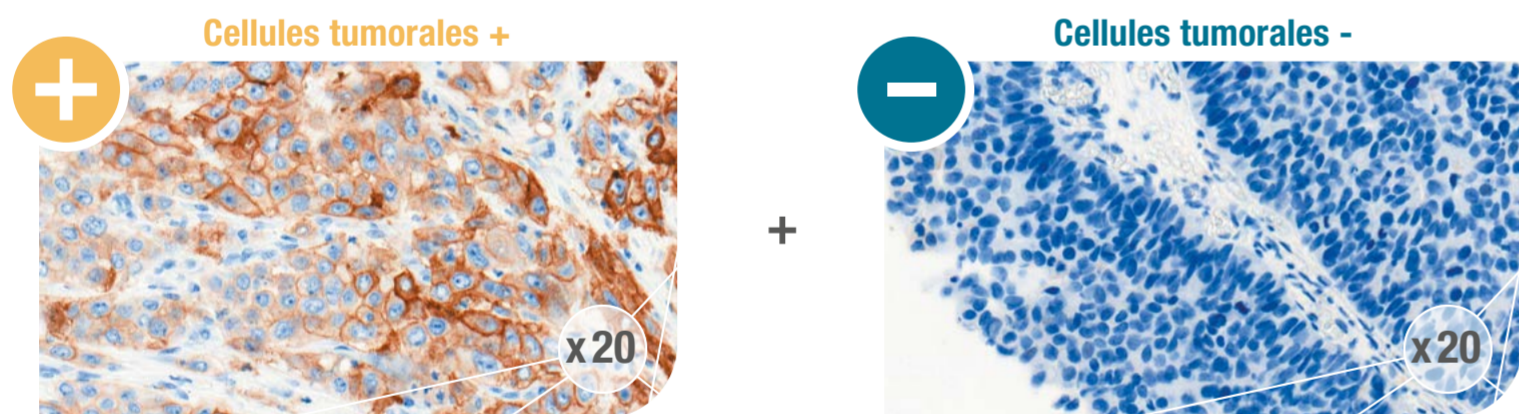 Cellules tumorales +
Cellules tumorales -
+
x20
x20